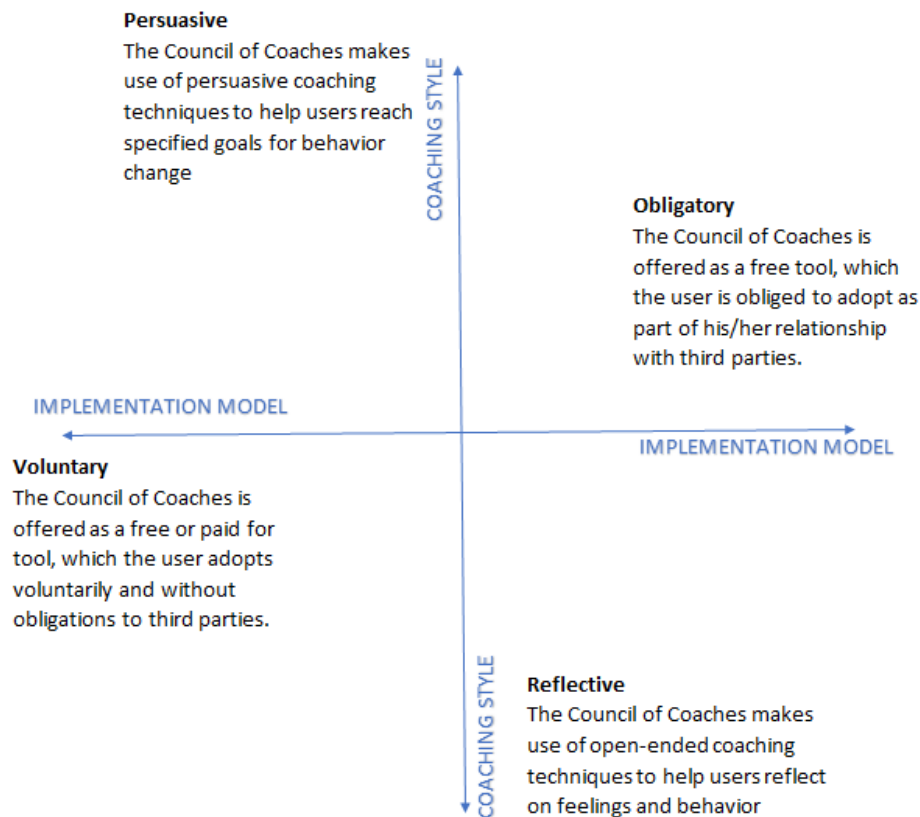 Persuasive
The Council of Coaches makes
use of persuasive coaching
techniques to help users reach
specified goals for behavior
change
COACHING STYLE
Obligatory
The Council of Coaches is
offered as a free tool, which
the user is obliged to adopt as
part of his/her relationship
with third parties.
IMPLEMENTATION MODEL
IMPLEMENTATION MODEL
Voluntary
The Council of Coaches is
offered as a free or paid for
tool, which the user adopts
voluntarily and without
obligations to third parties.
COACHING STYLE
Reflective
The Council of Coaches makes
use of open-ended coaching
techniques to help users reflect
on feelings and behavior